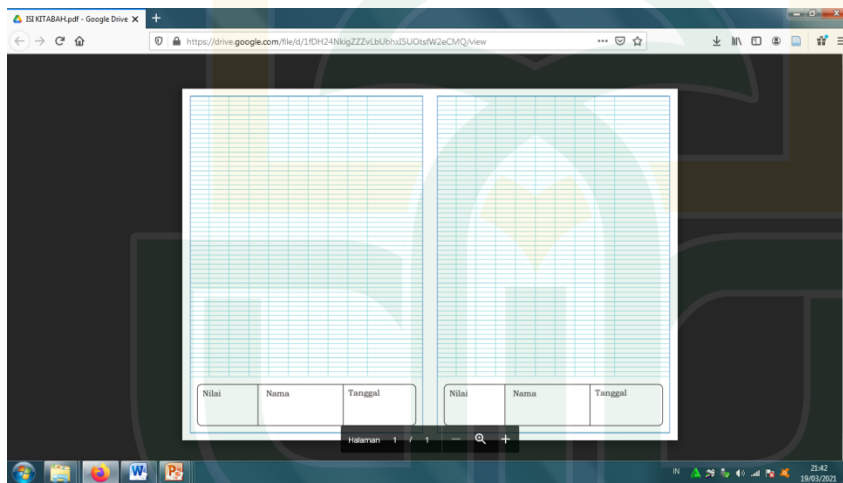 ISI KITABAH.pdf - Google Drive
https://drive.google.com/file/d/1fDH24NkigZZZvLbUbhxISUOtsfW2eCMQ/view
Nilai Nama Tanggal
Nilai Nama Tanggal
Halaman 1 / 1
IN
21:42
19/03/2021